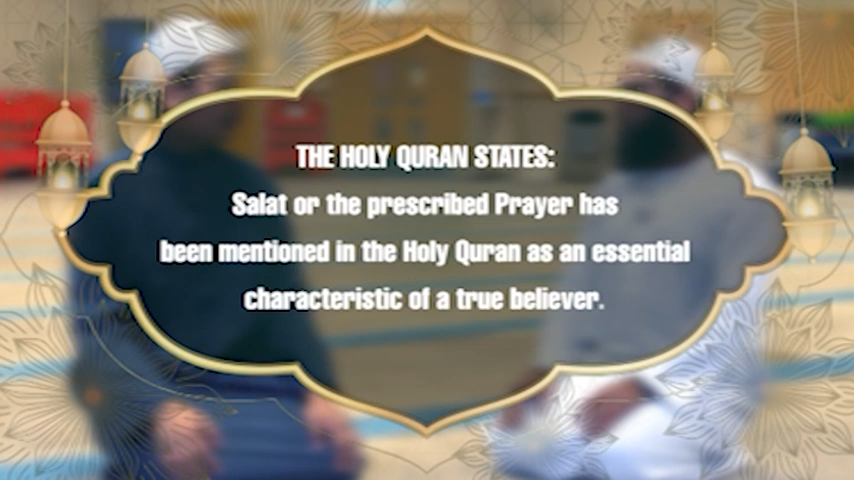 THE HOLY QURAN STATES:
Salat or the prescribed Prayer has
been mentioned in the Holy Quran as an essential
characteristic of a true believer.